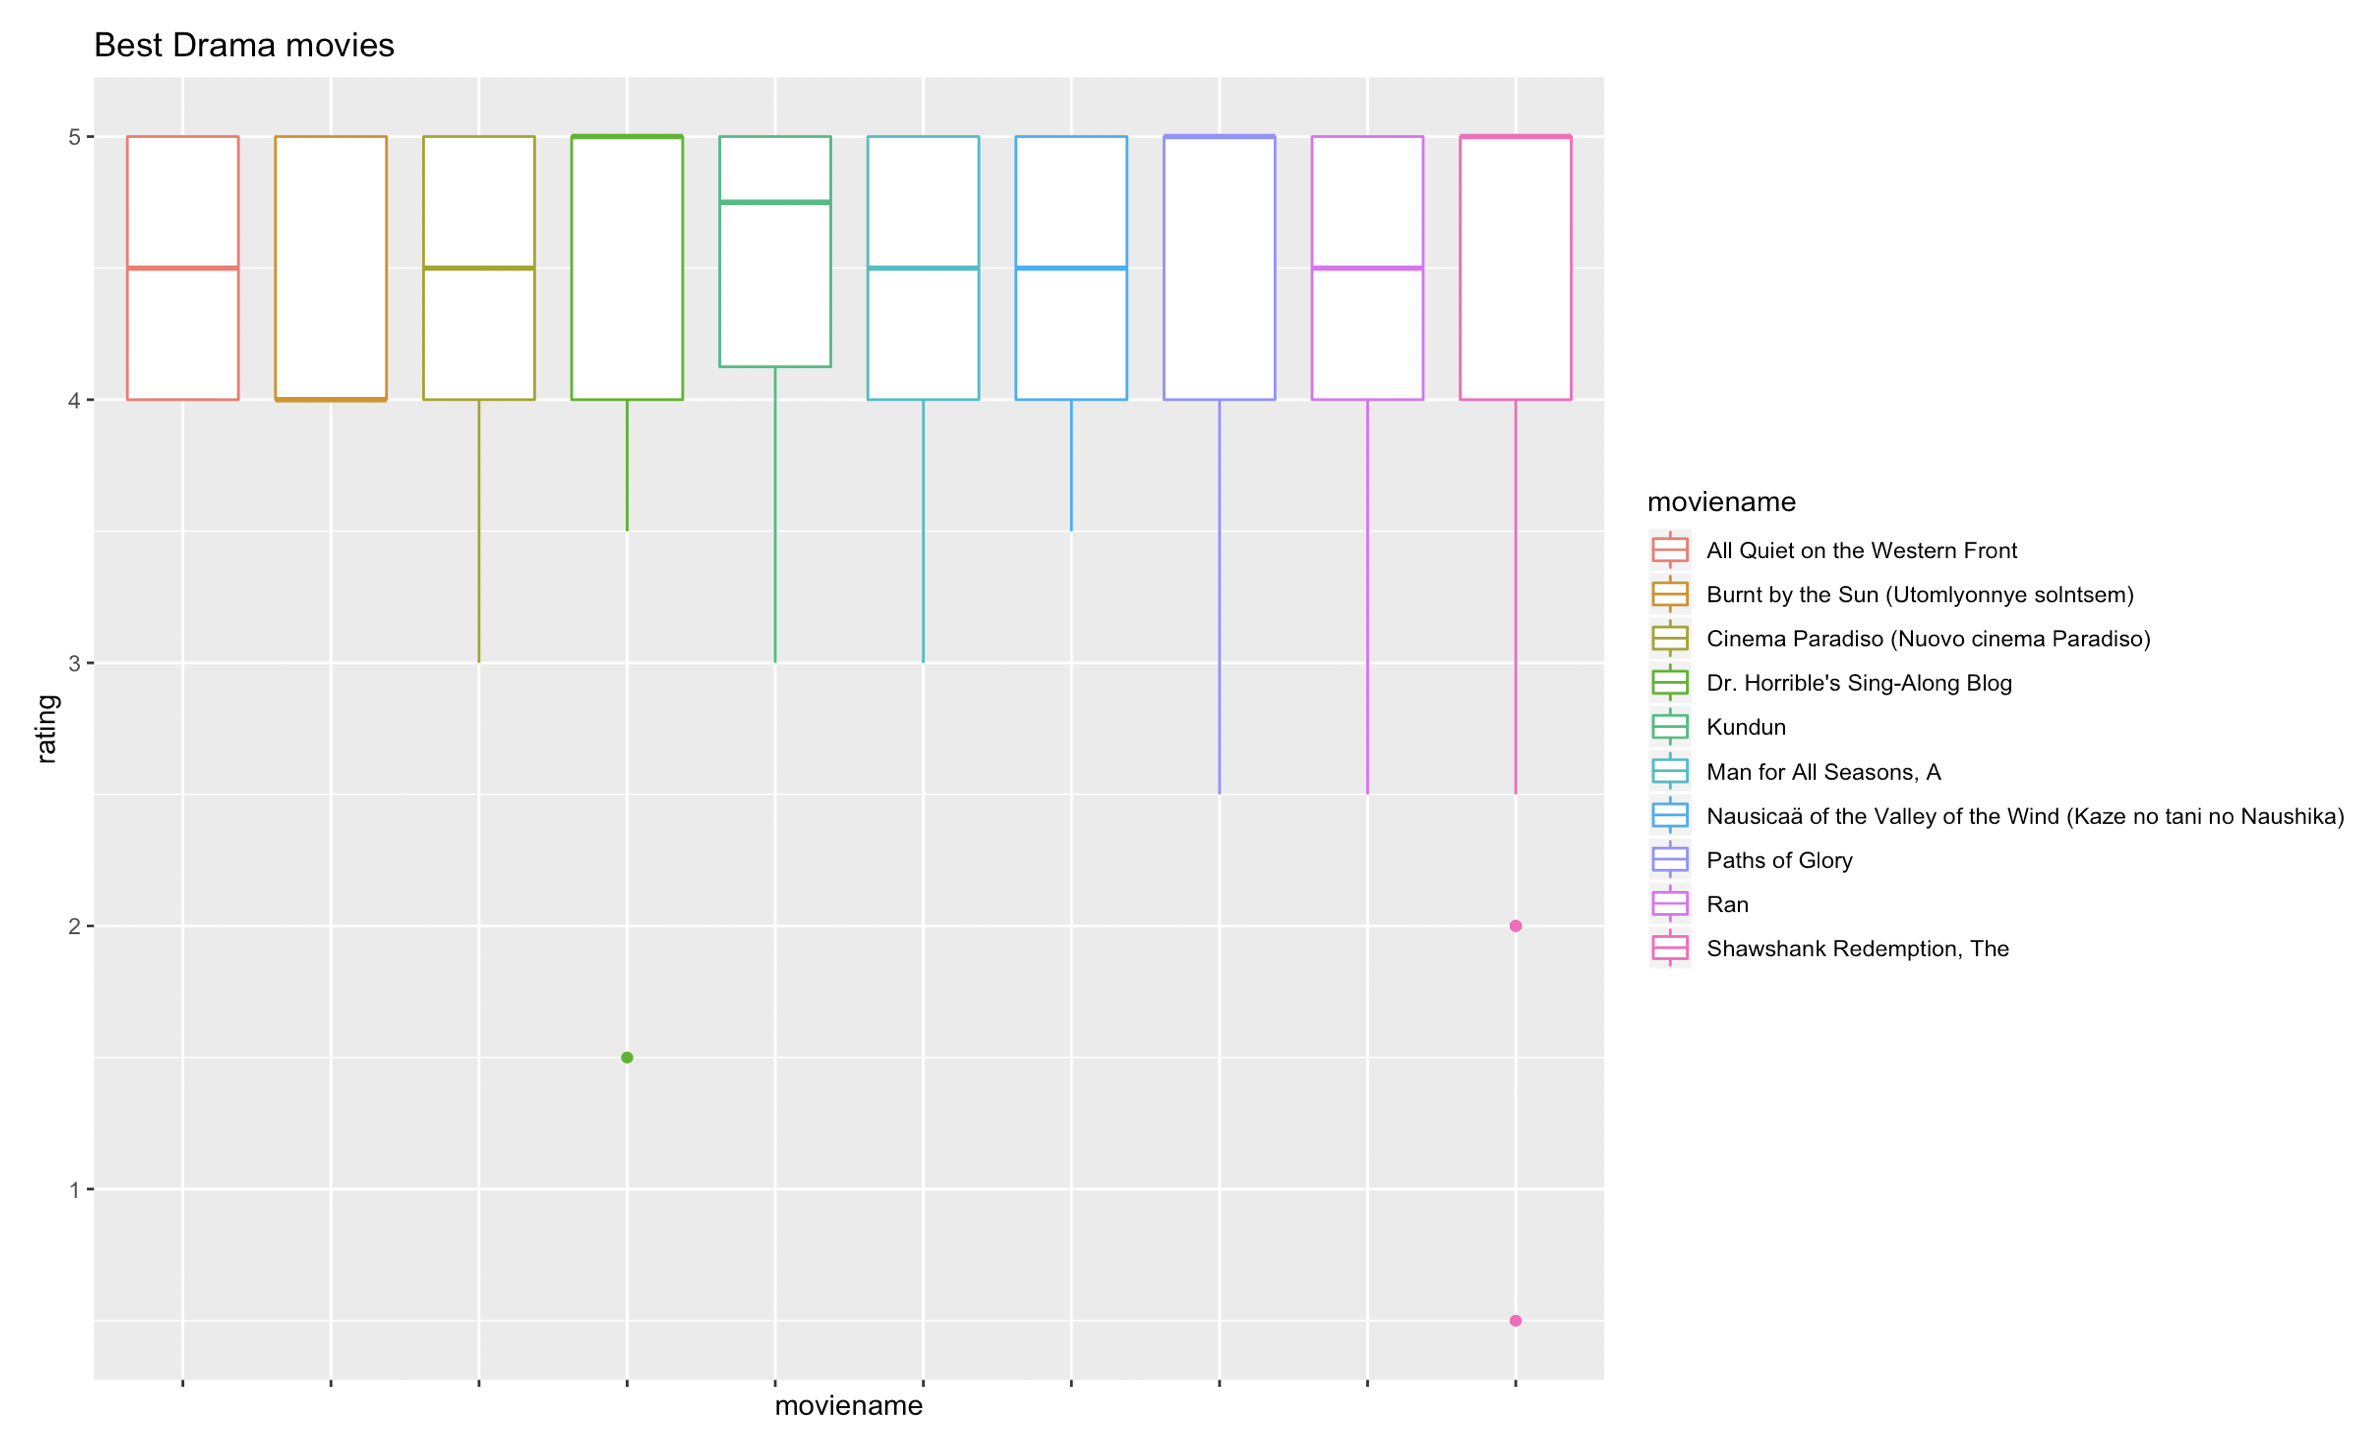 Best Drama movies
5
4
3
2
1
rating
moviename
moviename
All Quiet on the Western Front
Burnt by the Sun (Utomlyonnye solntsem)
Cinema Paradiso (Nuovo cinema Paradiso)
Dr. Horrible's Sing-Along Blog
Kundun
Man for All Seasons, A
Nausicaä of the Valley of the Wind (Kaze no tani no Naushika)
Paths of Glory
Ran
Shawshank Redemption, The